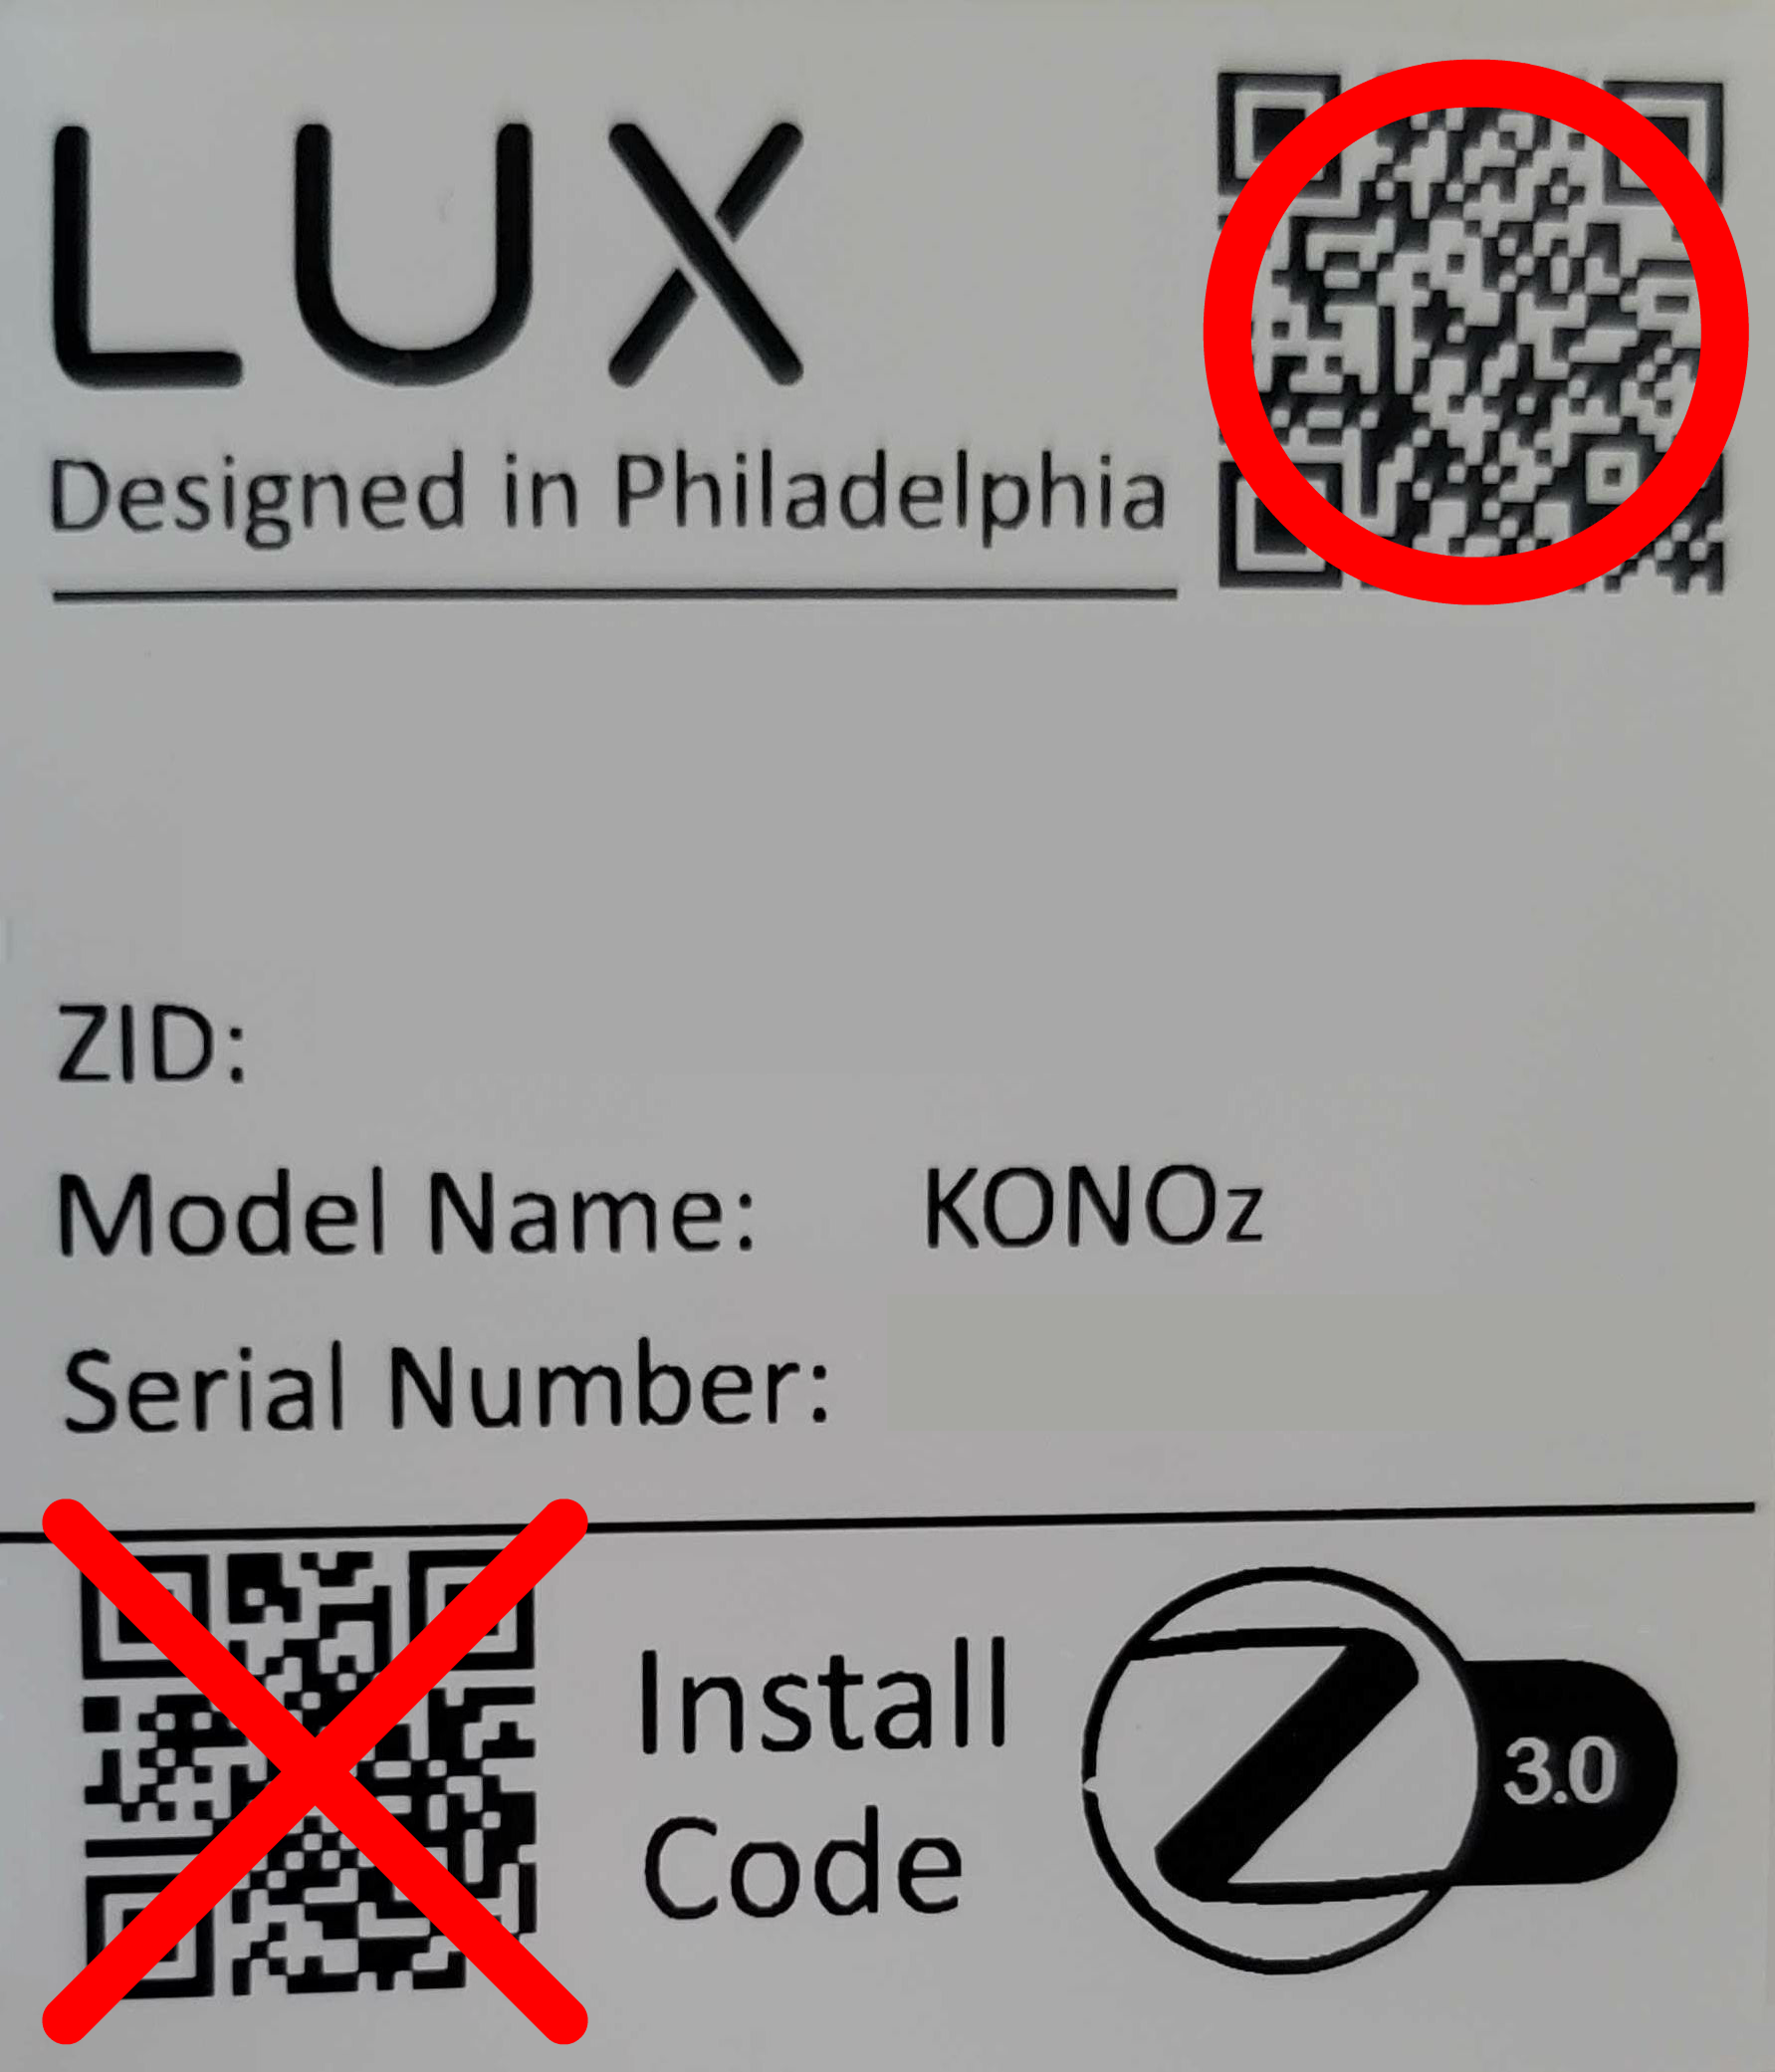 LUX
Designed in Philadelphia
ZID:
Model Name: KONOz
Serial Number:
Install
Code
3.0